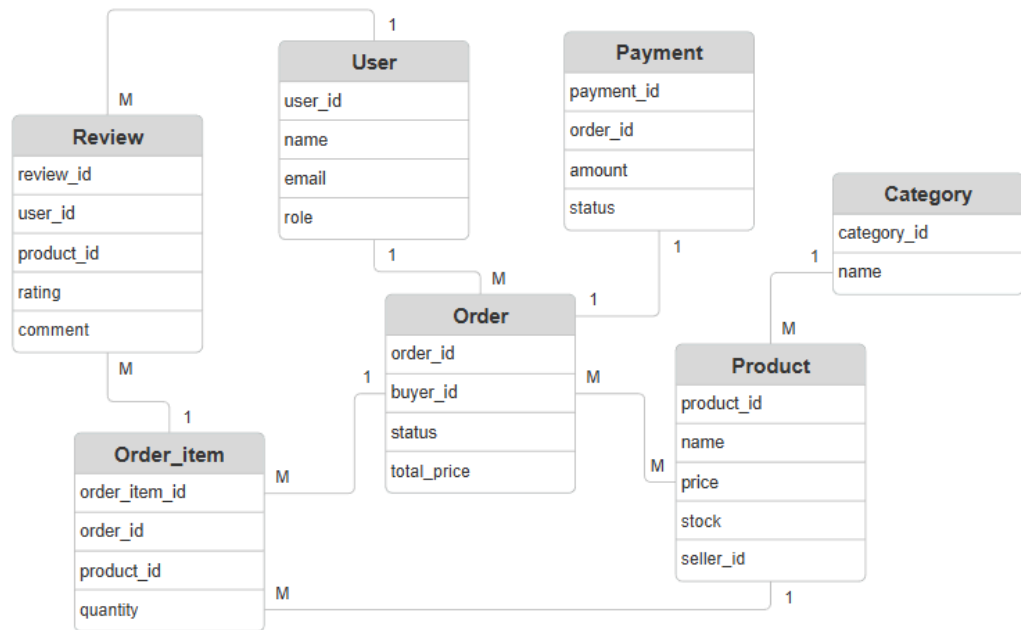 1
M
User
user_id
name
email
role
1
Payment
payment_id
order_id
amount
status
1
Review
review_id
user_id
product_id
rating
comment
M
Category
category_id
name
1
M
M
1
Order
order_id
buyer_id
status
total_price
1
M
M
Product
product_id
name
price
stock
seller_id
1
1
Order_item
order_item_id
order_id
product_id
quantity
M
M